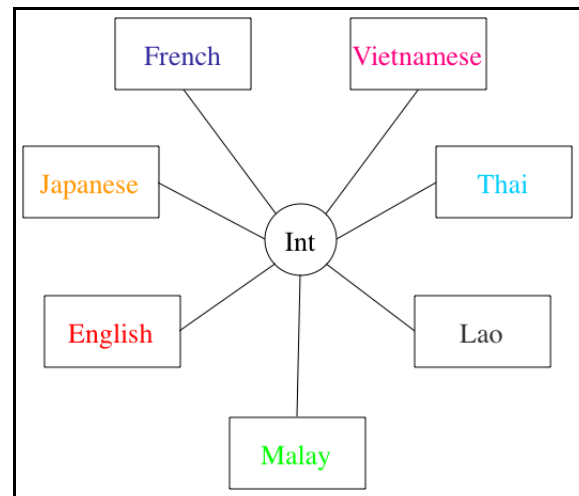 French
Vietnamese
Japanese
Thai
Int
English
Lao
Malay